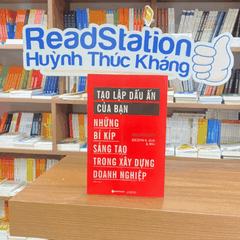 ReadStation
Huỳnh Thúc Kháng
TẠO LẬP DẤU ẤN
CỦA BẠN
NHỮNG
BÍ KÍP
SÁNG TẠO
TRONG XÂY DỰNG
DOANH NGHIỆP